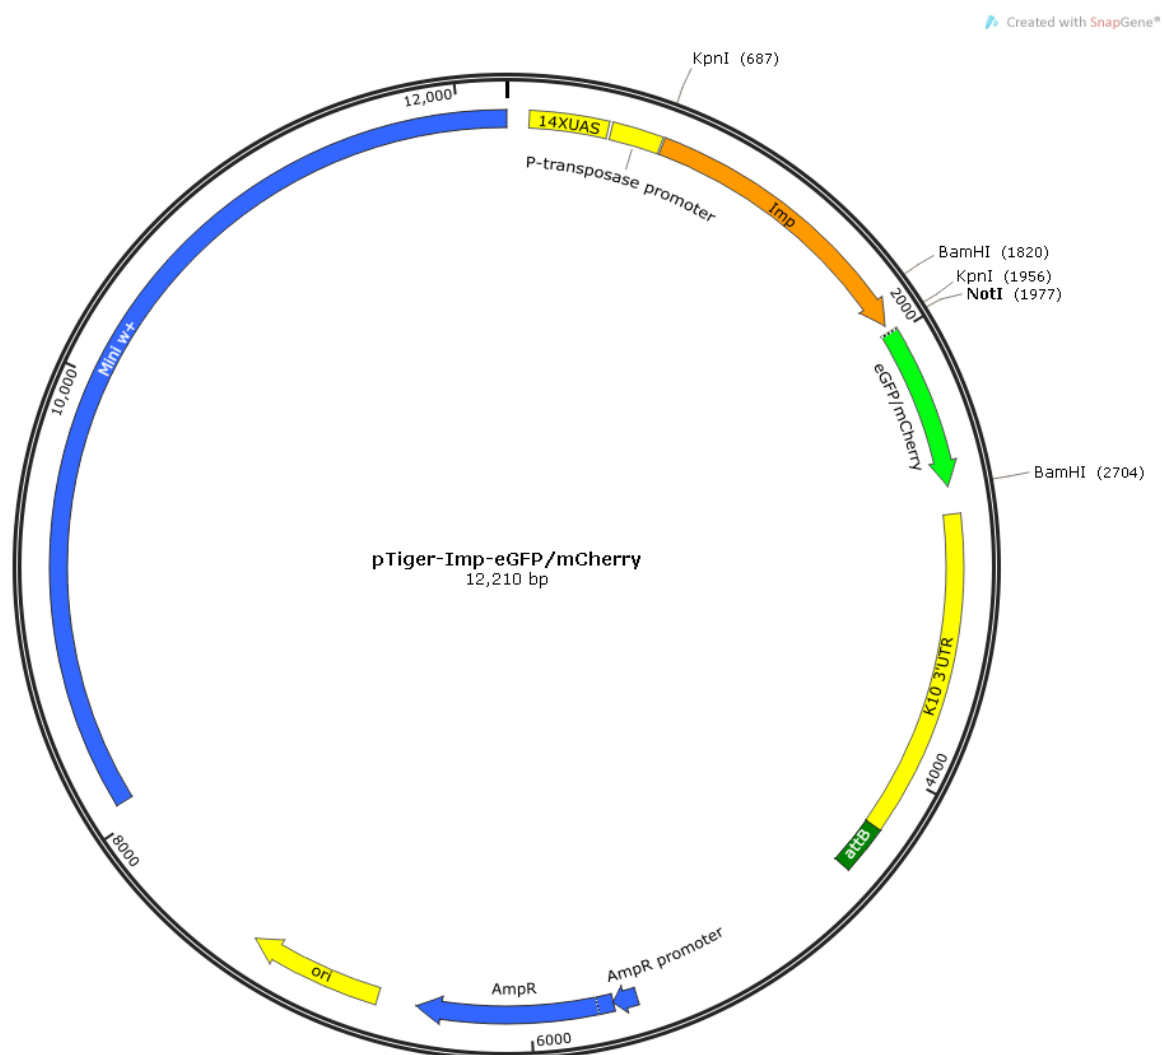 Created with SnapGene®
KpnI (687)
12,000
14XUAS
P-transposase promoter
Imp
BamHI (1820)
KpnI (1956)
NotI (1977)
2000
Mini w+
10,000
eGFP/mCherry
BamHI (2704)
pTiger-Imp-eGFP/mCherry
12,210 bp
K10 3'UTR
4000
attB
8000
AmpR promoter
ori
AmpR
6000